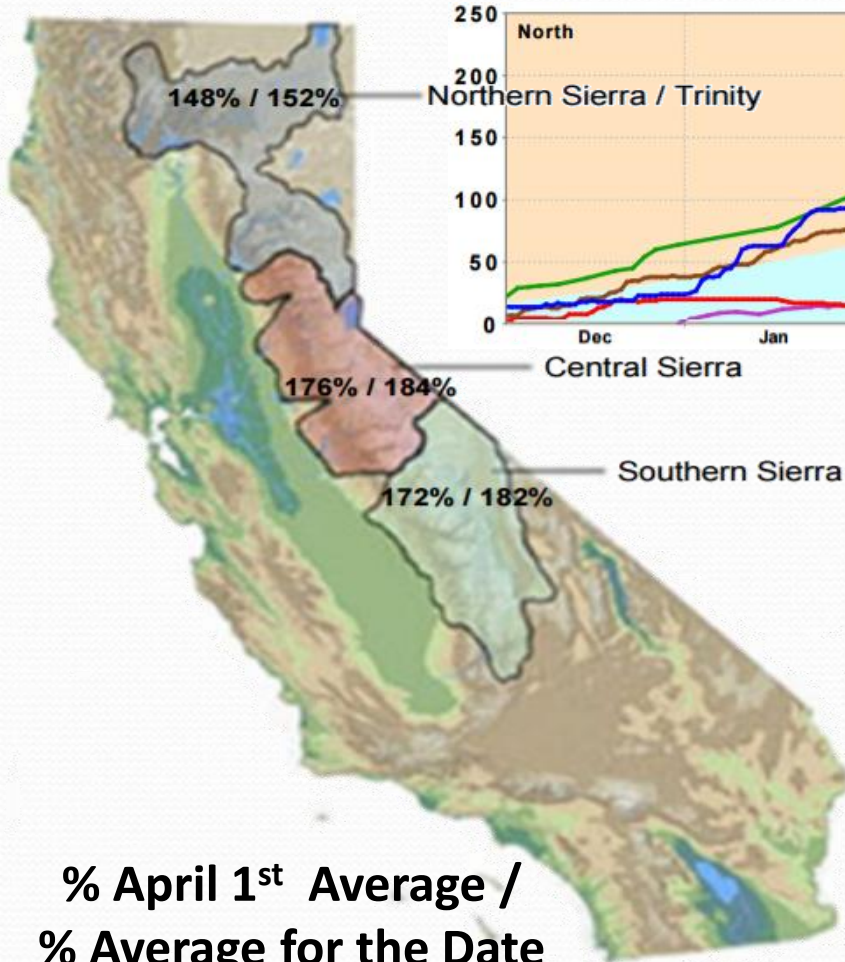 250
North
200
148% / 152%
Northern Sierra / Trinity
150
100
50
0
Dec
Jan
Central Sierra
176% / 184%
Southern Sierra
172% / 182%
% April 1st Average /
% Average for the Date